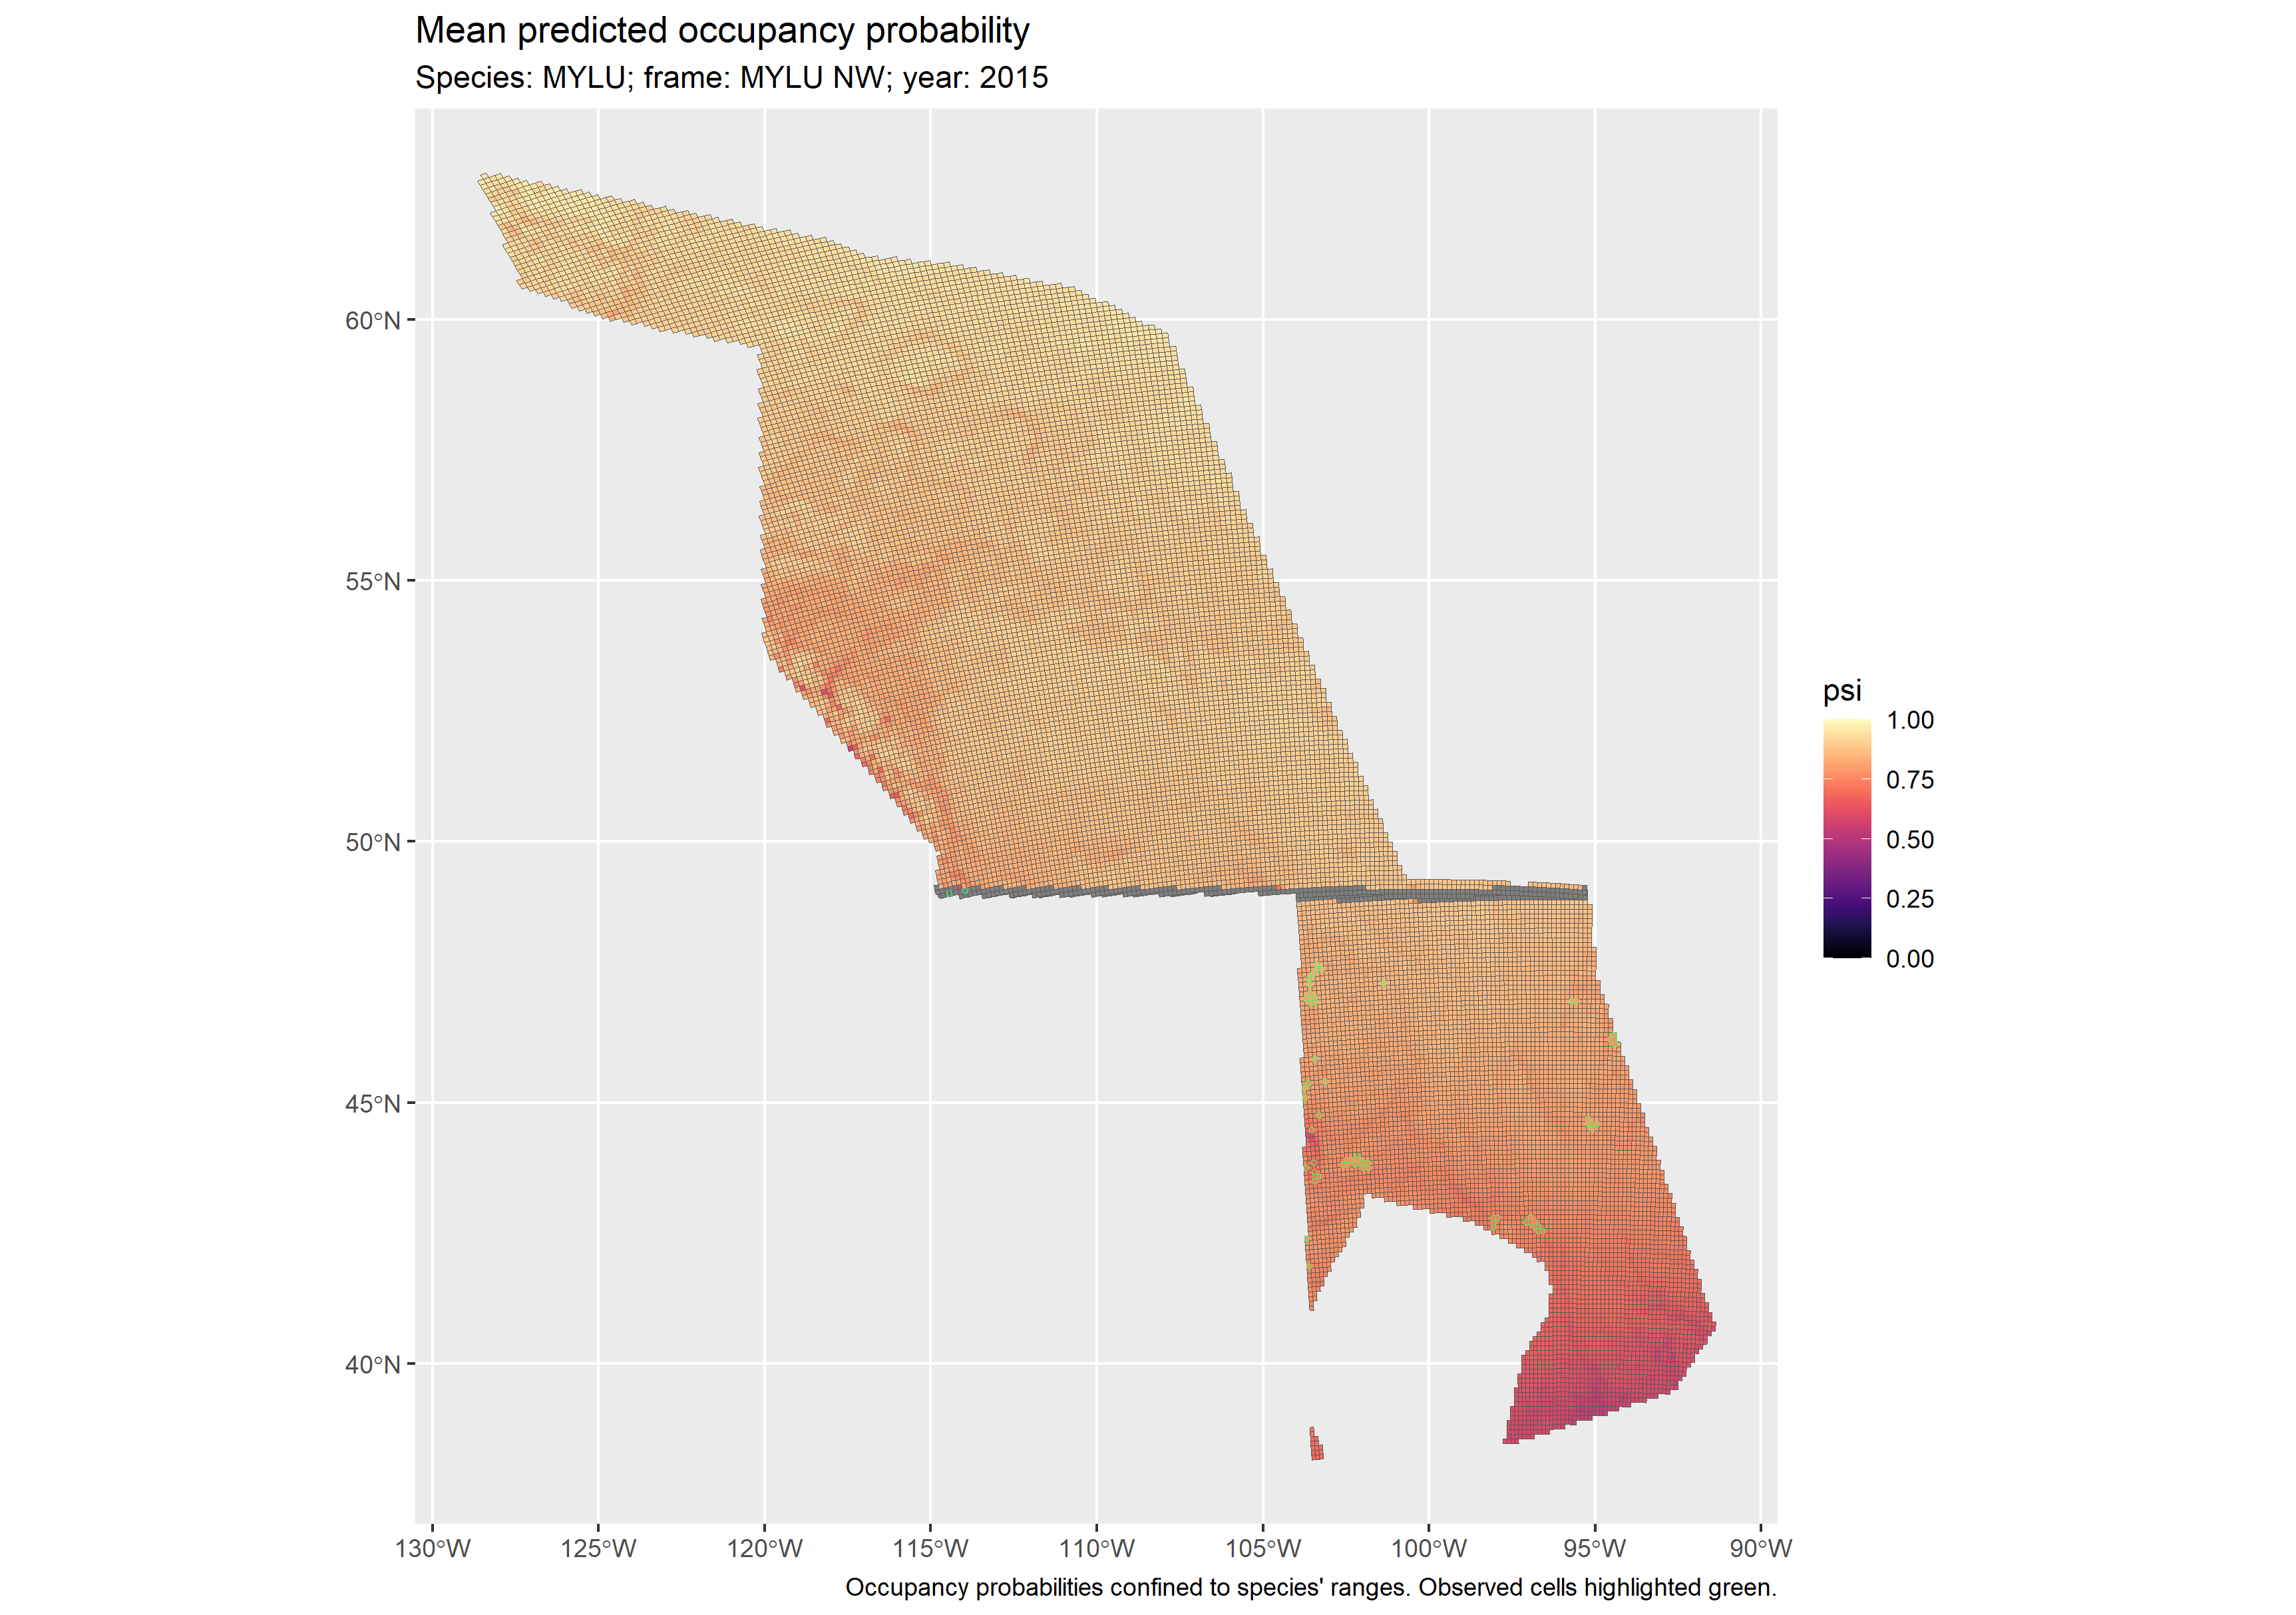 Mean predicted occupancy probability
Species: MYLU; frame: MYLU NW; year: 2015
60°N
55°N
50°N
45°N
40°N
130°W
125°W
120°W
115°W
110°W
105°W
100°W
95°W
90°W
psi
1.00
0.75
0.50
0.25
0.00
Occupancy probabilities confined to species' ranges. Observed cells highlighted green.